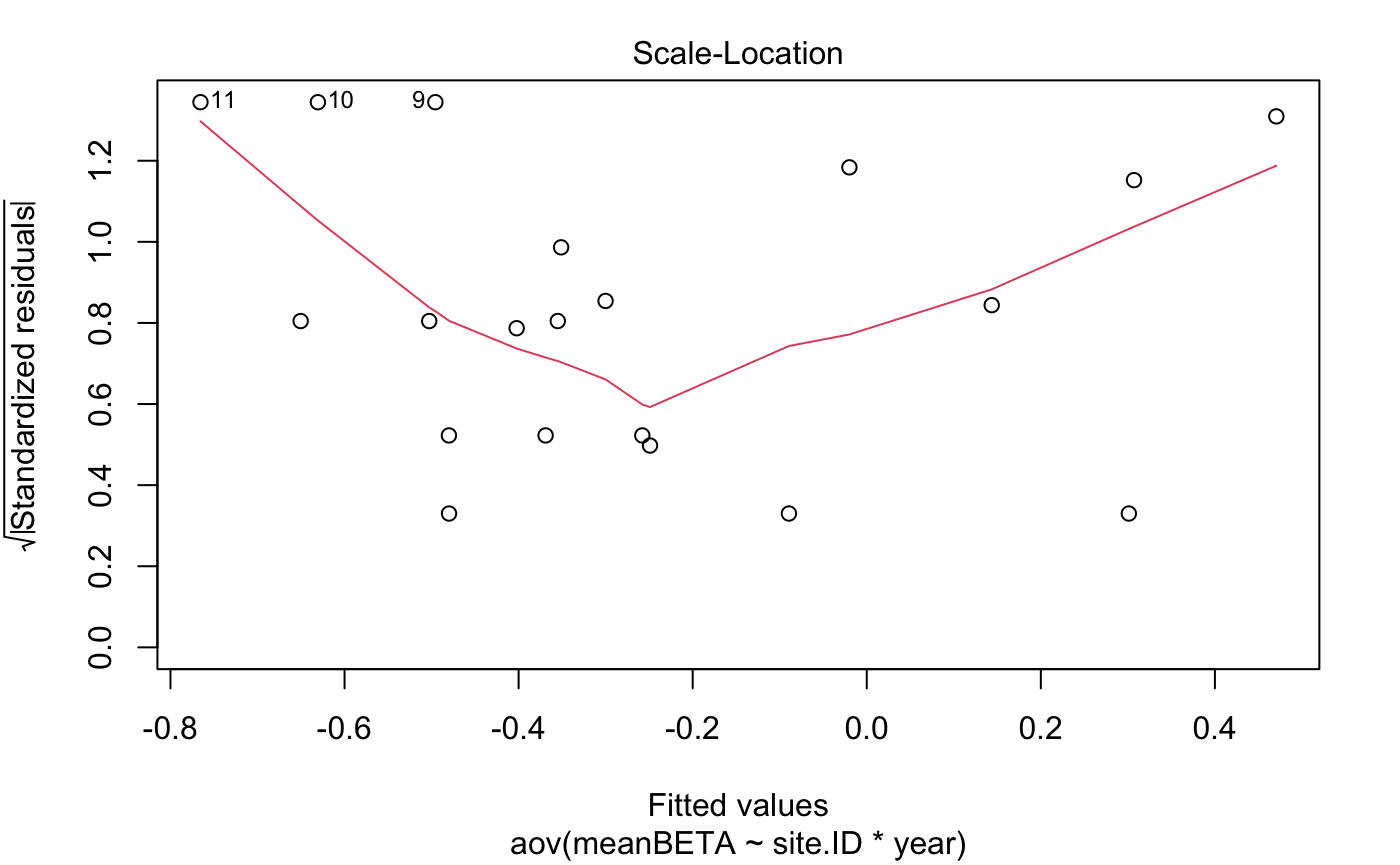 Scale-Location
11
10
9
√|Standardized residuals|
1.2
1.0
0.8
0.6
0.4
0.2
0.0
-0.8 -0.6 -0.4 -0.2 0.0 0.2 0.4
Fitted values
aov(meanBETA ~ site.ID * year)